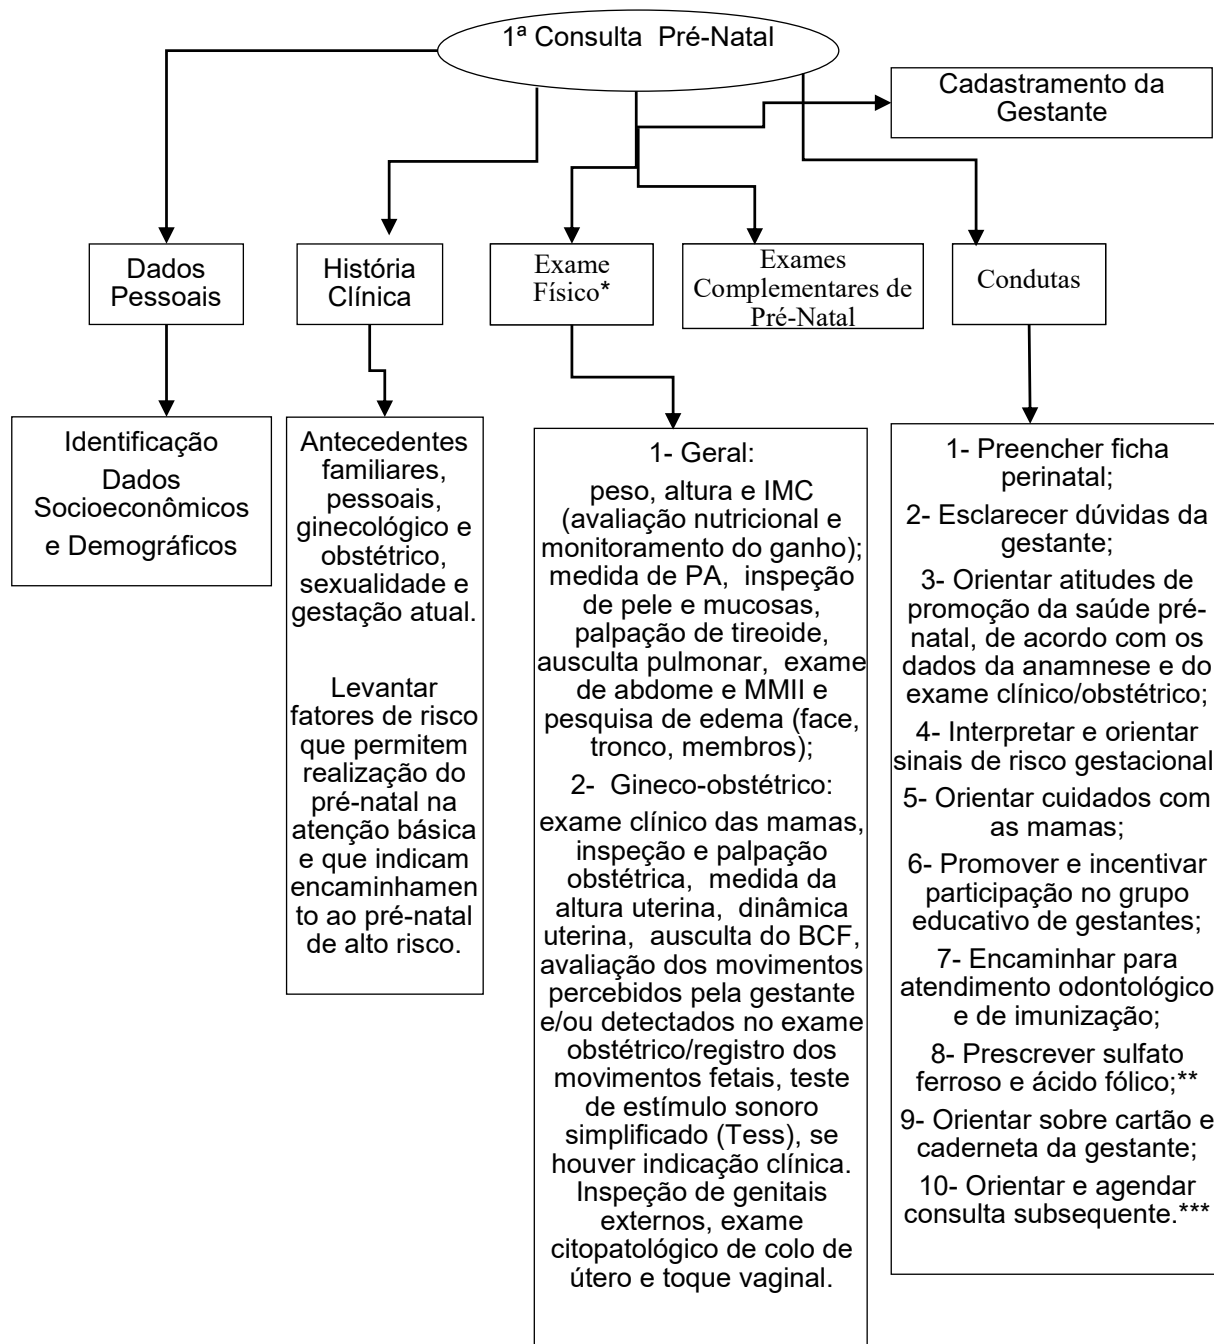 1ª Consulta Pré-Natal
Cadastramento da
Gestante
Dados
Pessoais
História
Clínica
Exame
Físico*
Exames
Complementares de
Pré-Natal
Condutas
Identificação
Dados
Socioeconômicos
e Demográficos
Antecedentes
familiares,
pessoais,
ginecológico e
obstétrico,
sexualidade e
gestação atual.
Levantar
fatores de risco
que permitem
realização do
pré-natal na
atenção básica
e que indicam
encaminhamen
to ao pré-natal
de alto risco.
1- Geral:
peso, altura e IMC
(avaliação nutricional e
monitoramento do ganho);
medida de PA, inspeção
de pele e mucosas,
palpação de tireoide,
ausculta pulmonar, exame
de abdome e MMII e
pesquisa de edema (face,
tronco, membros);
2- Gineco-obstétrico:
exame clínico das mamas,
inspeção e palpação
obstétrica, medida da
altura uterina, dinâmica
uterina, ausculta do BCF,
avaliação dos movimentos
percebidos pela gestante
e/ou detectados no exame
obstétrico/registro dos
movimentos fetais, teste
de estímulo sonoro
simplificado (Tess), se
houver indicação clínica.
Inspeção de genitais
externos, exame
citopatológico de colo de
útero e toque vaginal.
1- Preencher ficha
perinatal;
2- Esclarecer dúvidas da
gestante;
3- Orientar atitudes de
promoção da saúde pré-
natal, de acordo com os
dados da anamnese e do
exame clínico/obstétrico;
4- Interpretar e orientar
sinais de risco gestacional
5- Orientar cuidados com
as mamas;
6- Promover e incentivar
participação no grupo
educativo de gestantes;
7- Encaminhar para
atendimento odontológico
e de imunização;
8- Prescrever sulfato
ferroso e ácido fólico;**
9- Orientar sobre cartão e
caderneta da gestante;
10- Orientar e agendar
consulta subsequente.***